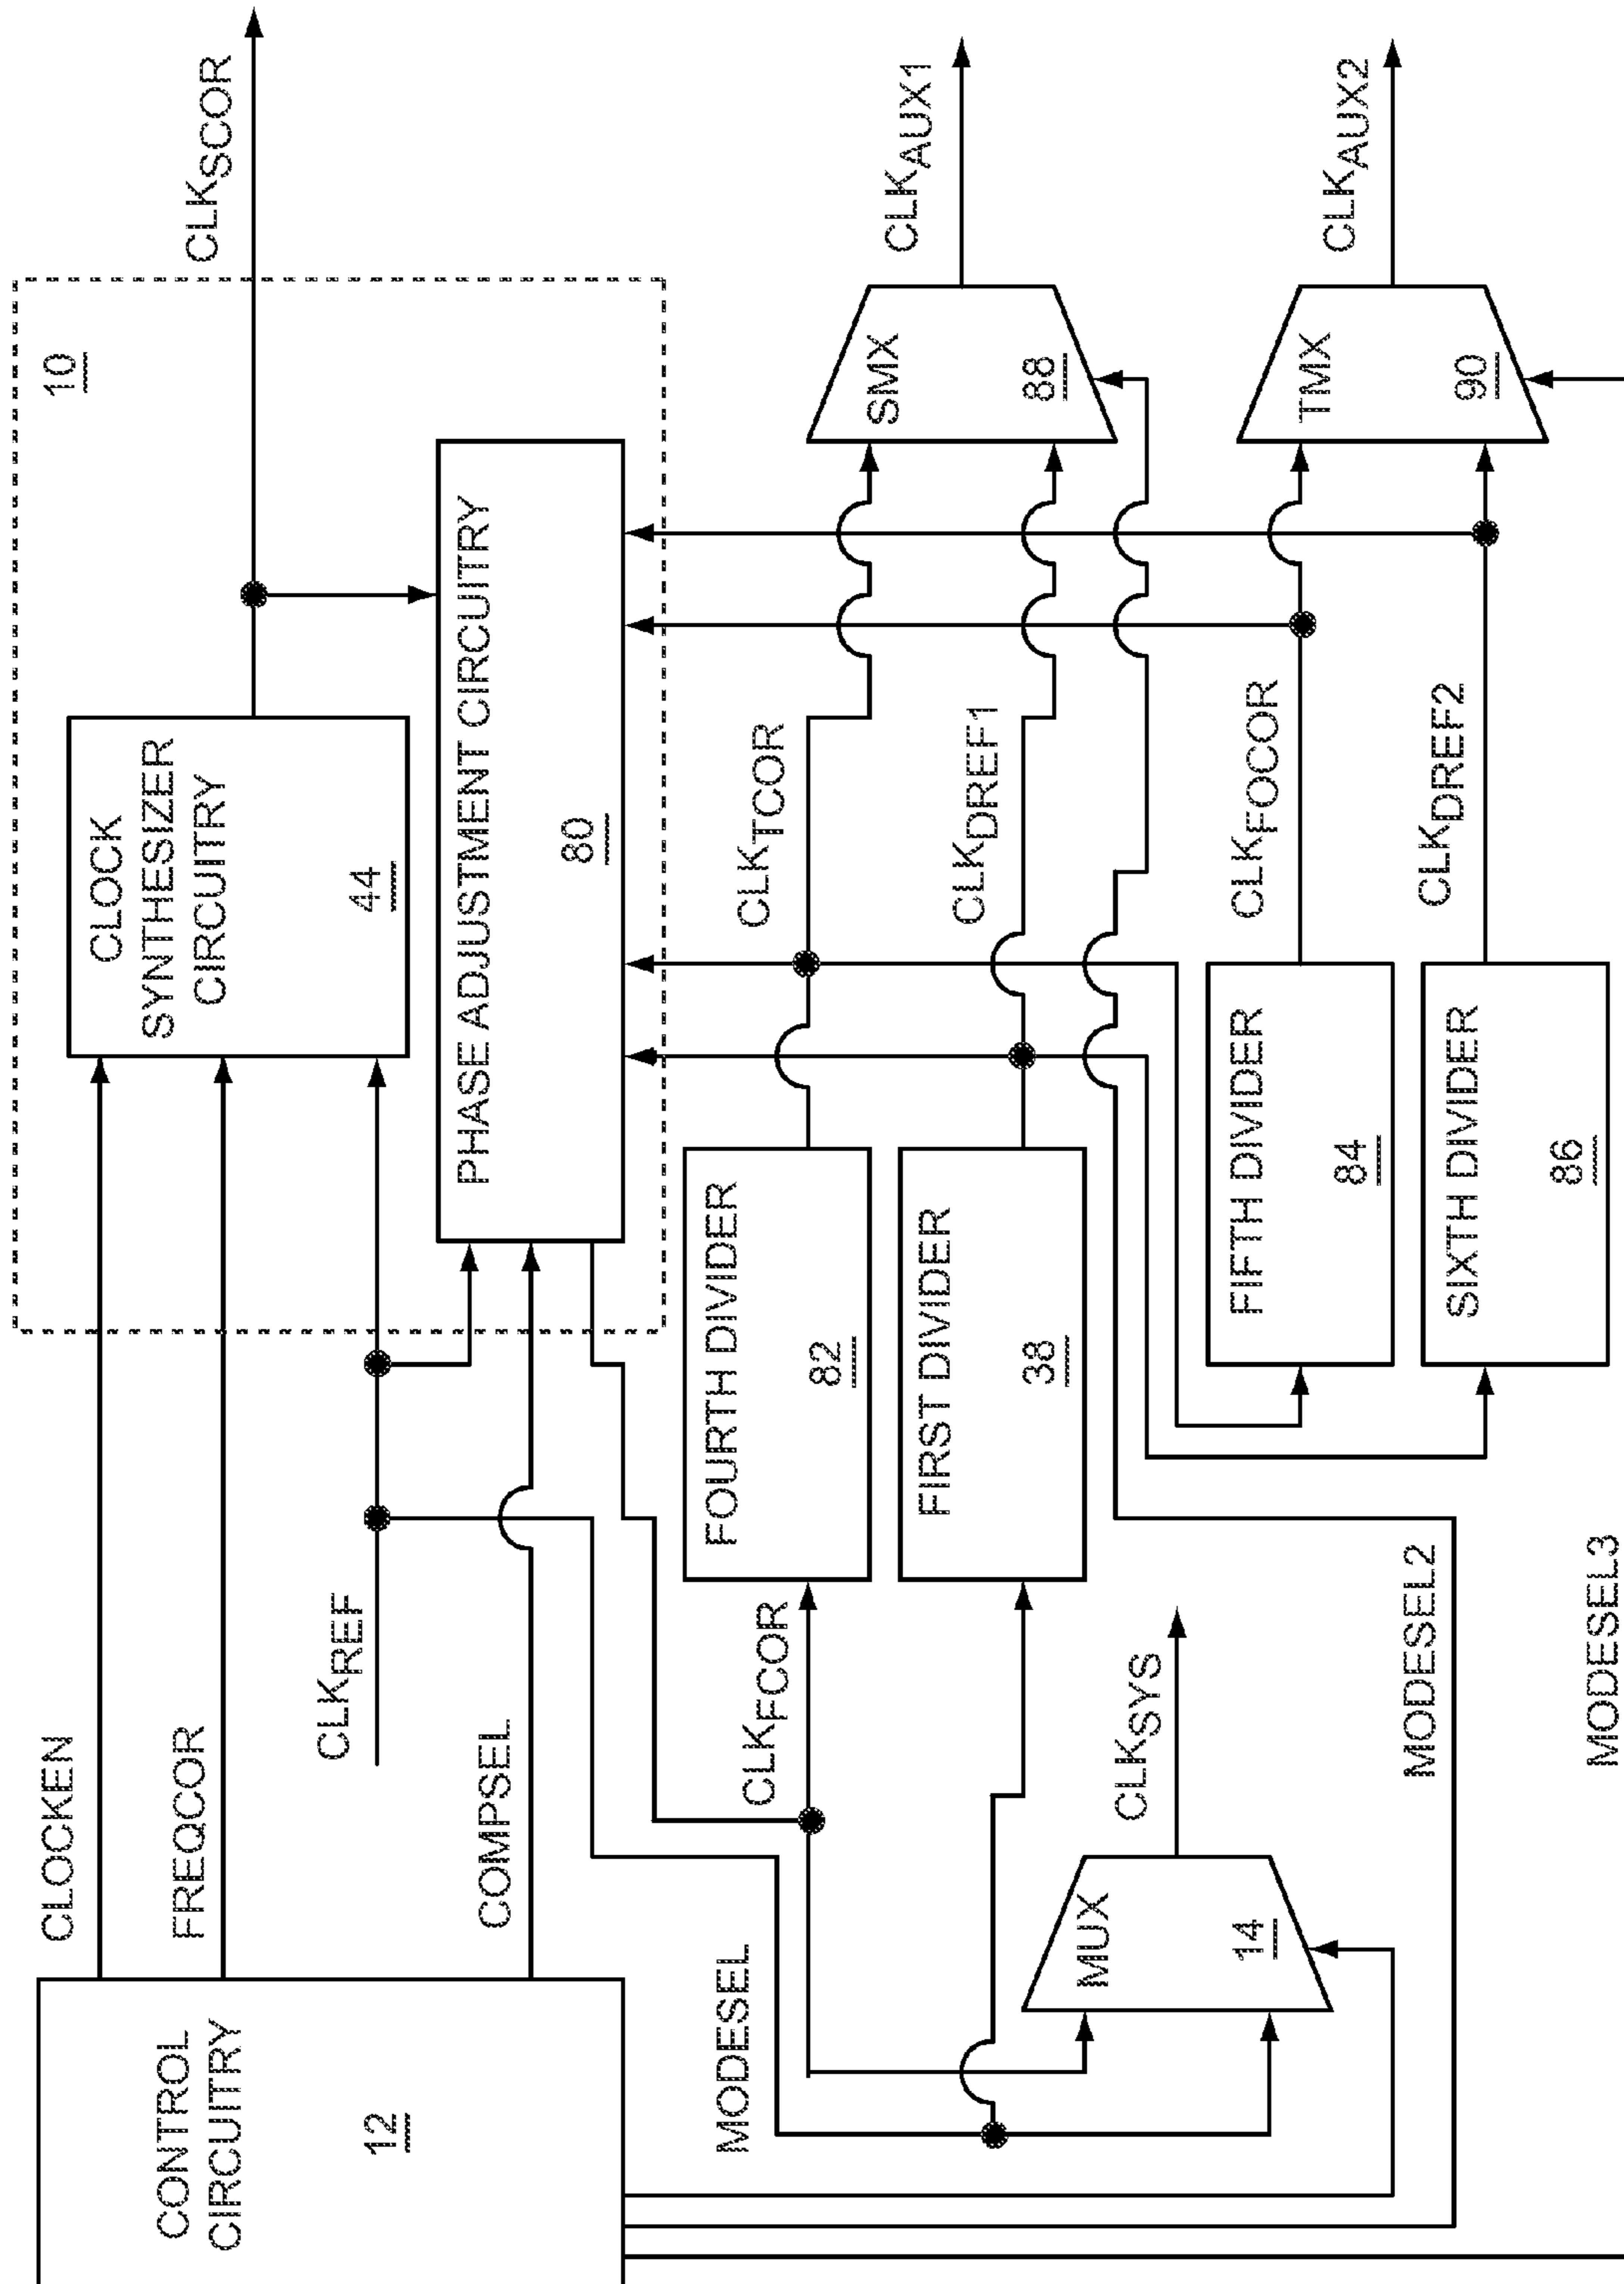 CONTROL
CIRCUITRY
12
CLOCKEN
FREQCOR
CLKREF
COMPSEL
10
CLOCK
SYNTHESIZER
CIRCUITRY
44
CLKSCOR
PHASE ADJUSTMENT CIRCUITRY
80
MODESEL
CLKFCOR
FOURTH DIVIDER
82
CLKTCOR
SMX
88
CLKAUX1
FIRST DIVIDER
38
CLKDREF1
MUX
14
CLKSYS
FIFTH DIVIDER
84
CLKFOCOR
TMX
90
CLKAUX2
SIXTH DIVIDER
86
CLKDREF2
MODESEL2
MODESEL3